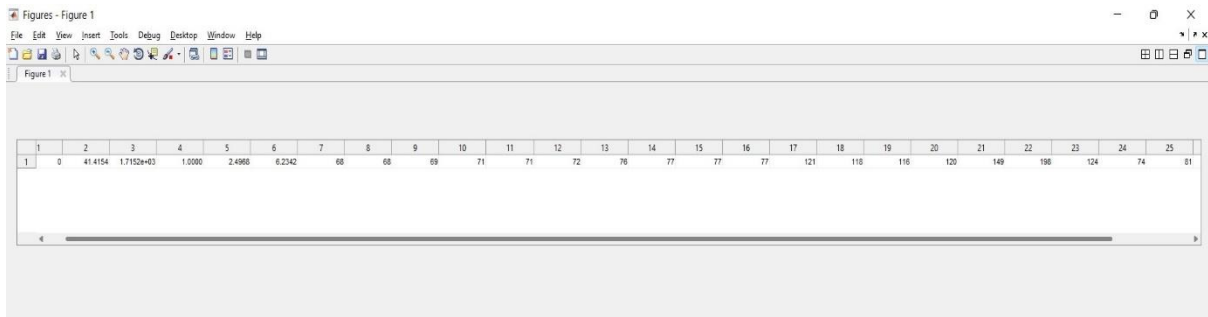 Figures - Figure 1
File Edit View Insert Tools Debug Desktop Window Help
Figure 1
1 2 3 4 5 6 7 8 9 10 11 12 13 14 15 16 17 18 19 20 21 22 23 24 25
1 0 41.4154 1.7152e+03 1.0000 2.4968 6.2342 68 68 69 71 71 72 76 77 77 77 121 118 116 120 149 198 124 74 81